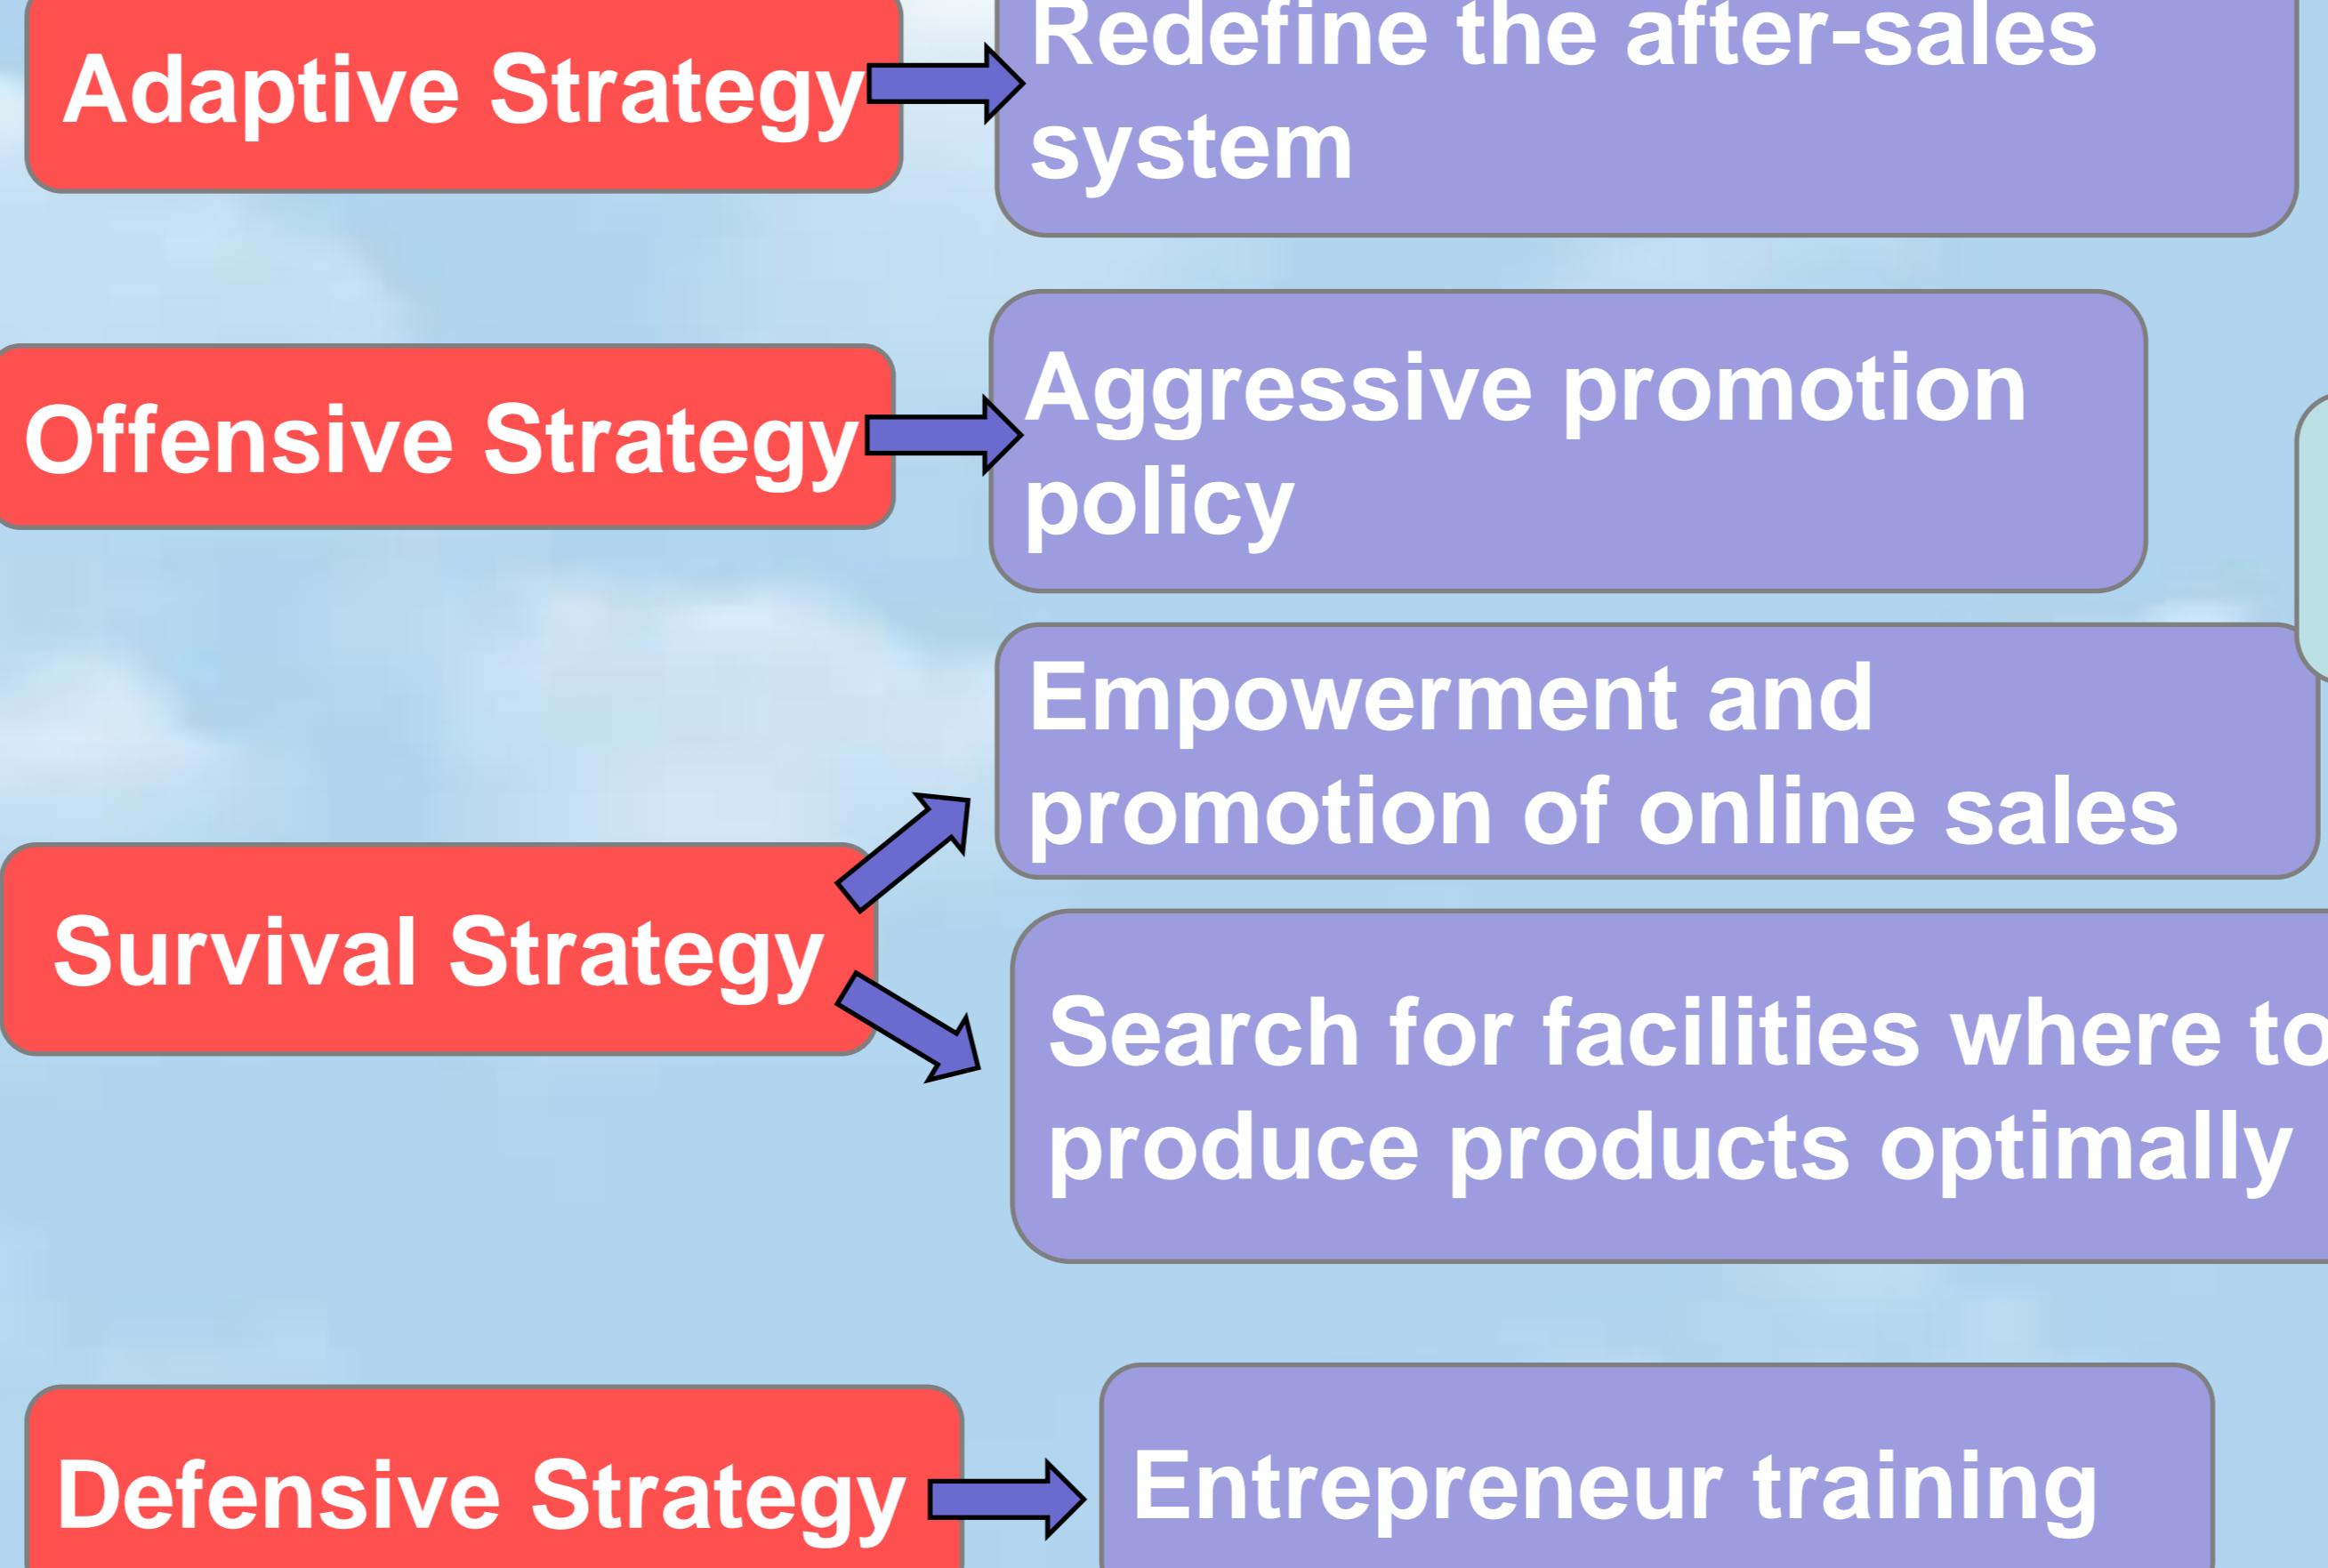 Adaptive Strategy
Redefine the after-sales
system
Offensive Strategy
Aggressive promotion
policy
Survival Strategy
Empowerment and
promotion of online sales
Search for facilities where to
produce products optimally
Defensive Strategy
Entrepreneur training